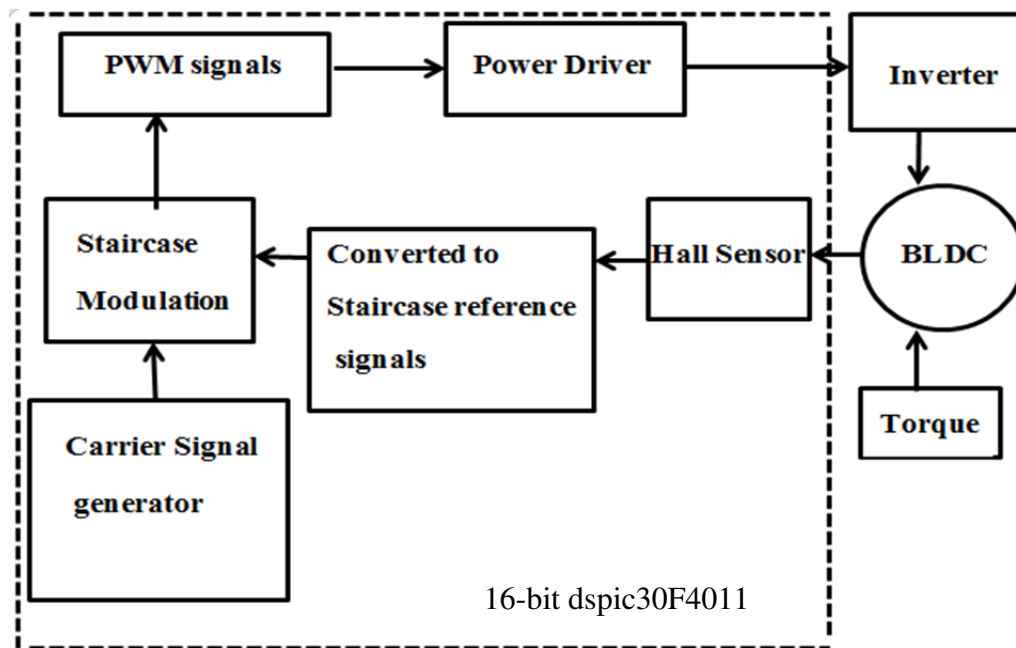 PWM signals
Power Driver
Inverter
Staircase
Modulation
Converted to
Staircase reference
signals
Hall Sensor
BLDC
Torque
Carrier Signal
generator
16-bit dspic30F4011